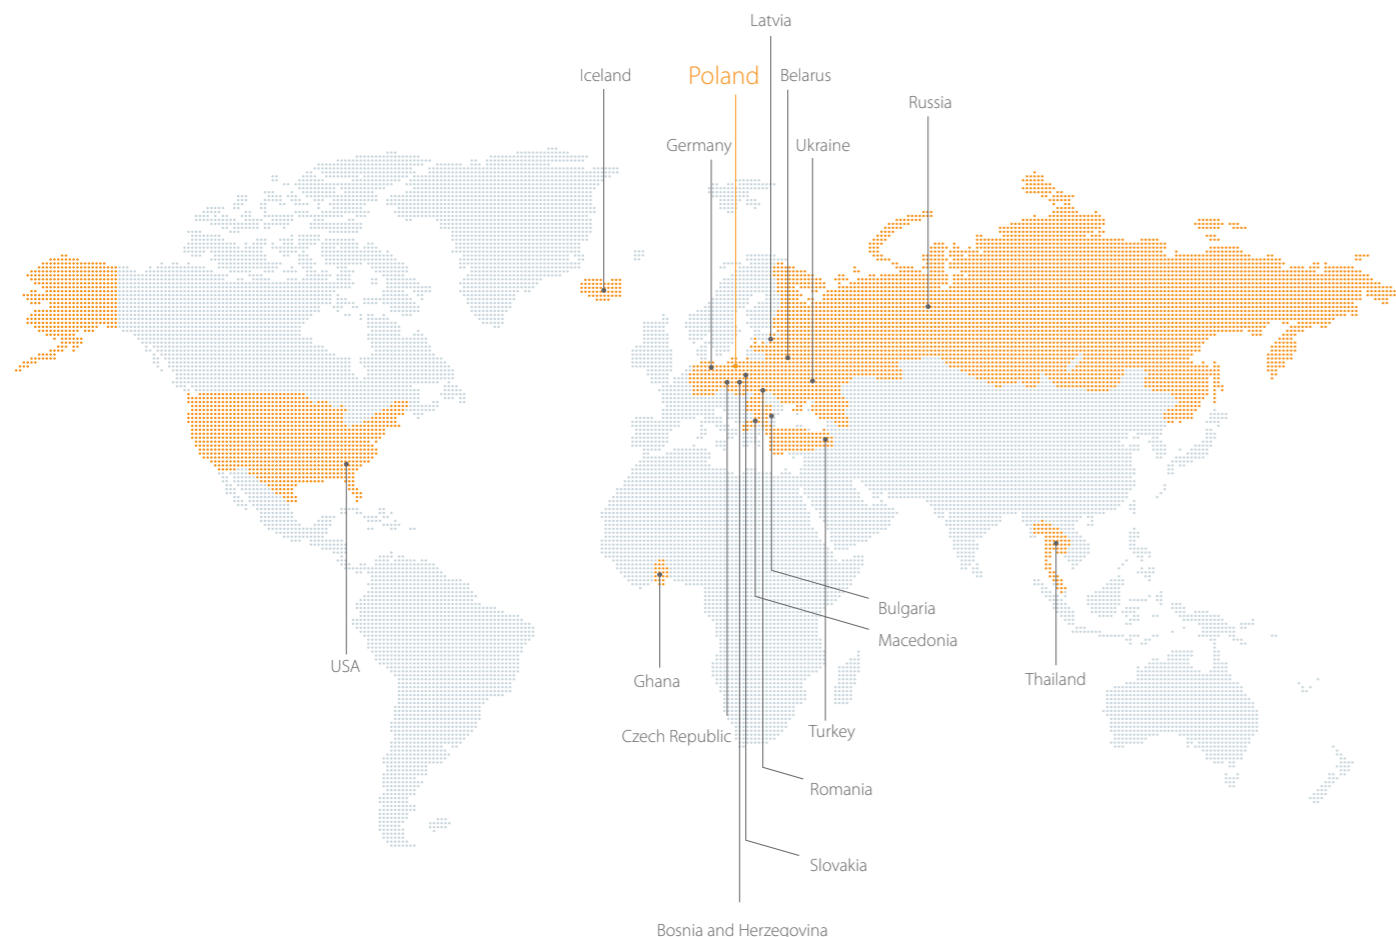 Latvia
Iceland
Poland
Belarus
Russia
Germany
Ukraine
Bulgaria
Macedonia
USA
Ghana
Thailand
Czech Republic
Turkey
Romania
Slovakia
Bosnia and Herzegovina